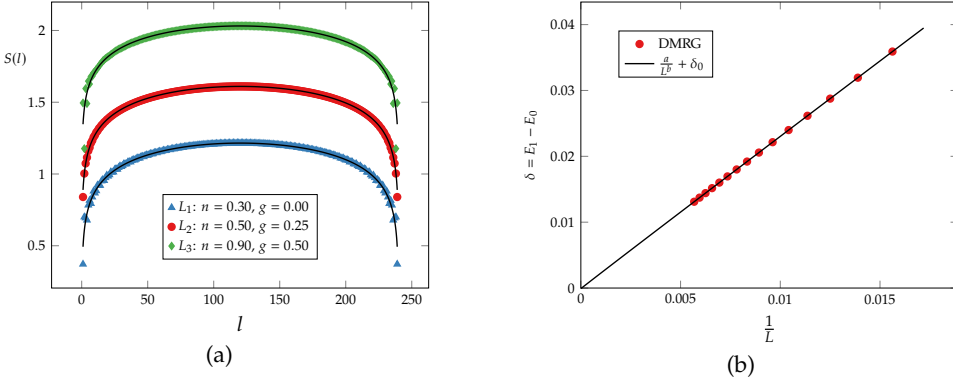 2
1.5
1
0.5
S(l)
0 50 100 150 200 250
l
L₁: n = 0.30, g = 0.00
L₂: n = 0.50, g = 0.25
L₃: n = 0.90, g = 0.50
(a)
0.04
0.03
0.02
0.01
0
δ = E₁ − E₀
DMRG
a/Lᵇ + δ₀
0 0.005 0.01 0.015
1/L
(b)